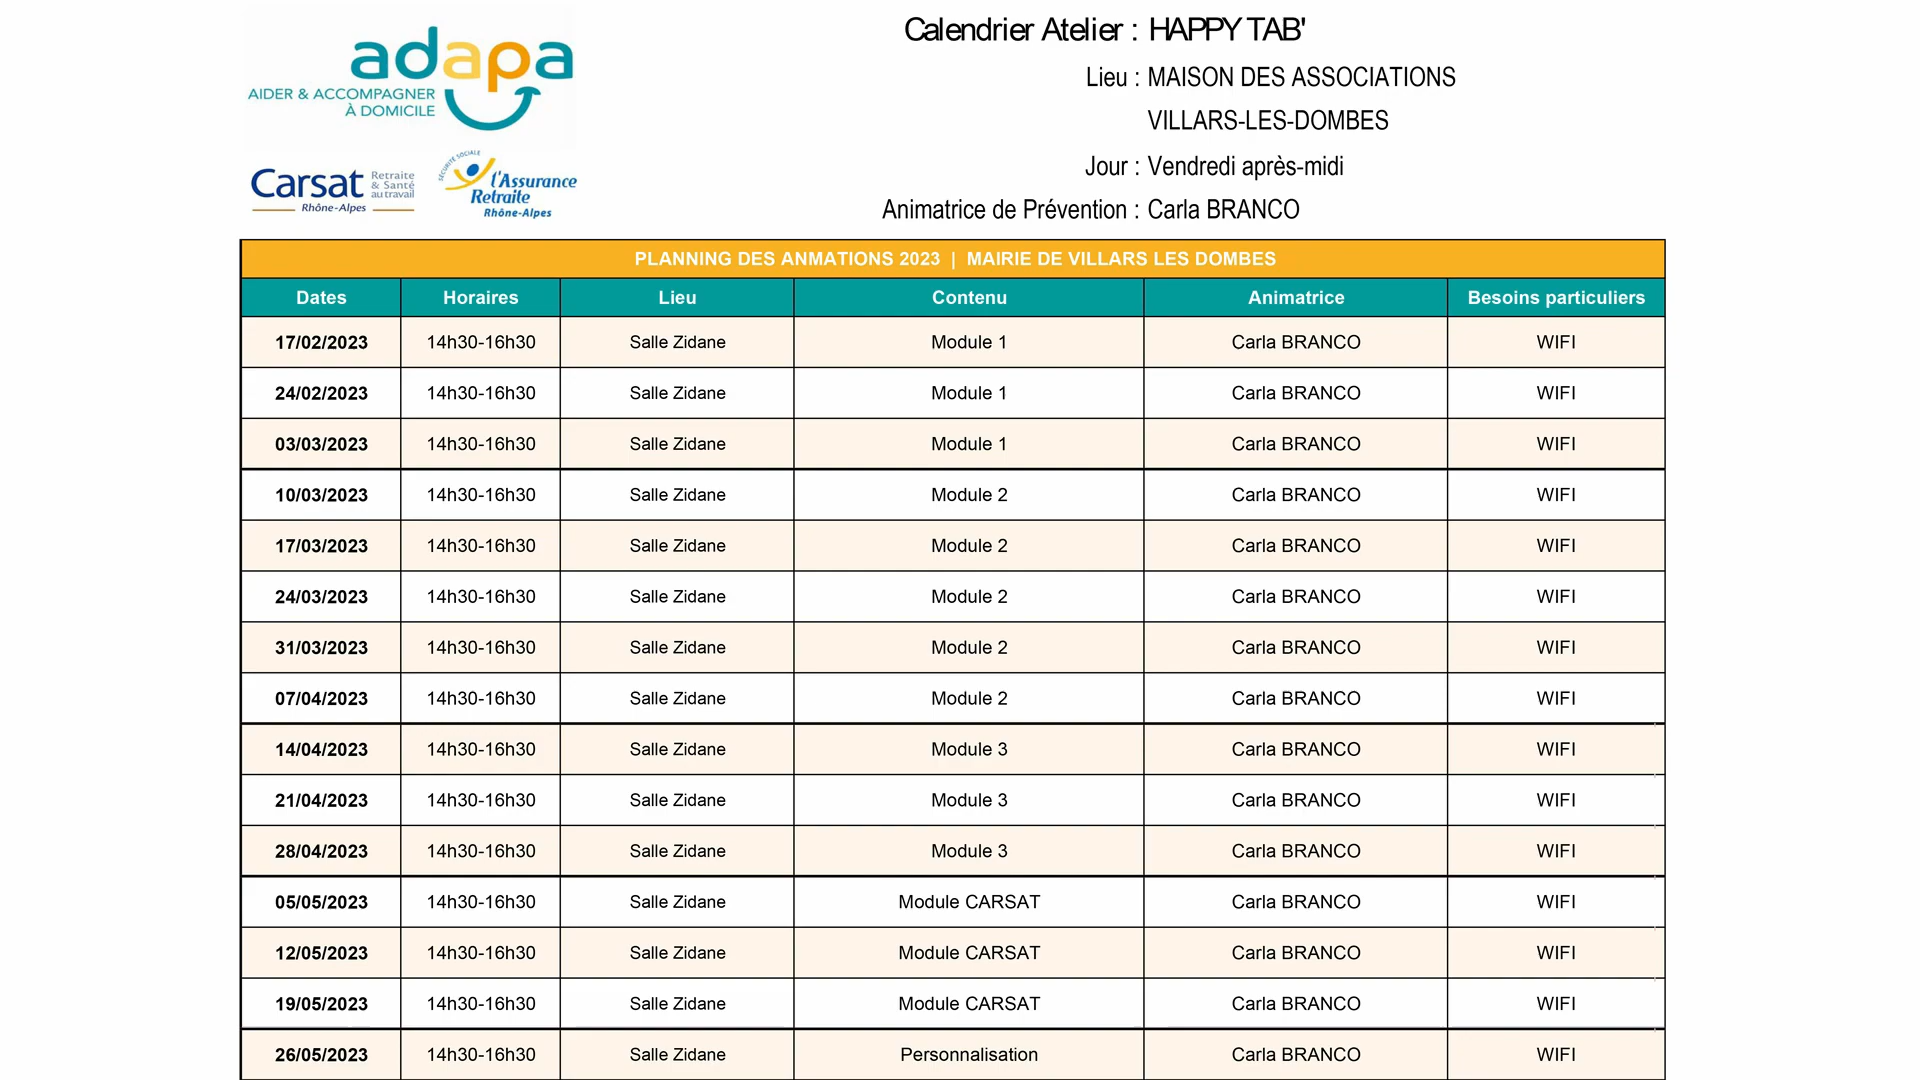 adapa
AIDER & ACCOMPAGNER
À DOMICILE
Carsat Retraite & Santé au travail
Rhône-Alpes
SÉCURITÉ SOCIALE
l'Assurance
Retraite
Rhône-Alpes
Calendrier Atelier : HAPPY TAB'
Lieu : MAISON DES ASSOCIATIONS
VILLARS-LES-DOMBES
Jour : Vendredi après-midi
Animatrice de Prévention : Carla BRANCO
PLANNING DES ANMATIONS 2023 | MAIRIE DE VILLARS LES DOMBES
Dates Horaires Lieu Contenu Animatrice Besoins particuliers
17/02/2023 14h30-16h30 Salle Zidane Module 1 Carla BRANCO WIFI
24/02/2023 14h30-16h30 Salle Zidane Module 1 Carla BRANCO WIFI
03/03/2023 14h30-16h30 Salle Zidane Module 1 Carla BRANCO WIFI
10/03/2023 14h30-16h30 Salle Zidane Module 2 Carla BRANCO WIFI
17/03/2023 14h30-16h30 Salle Zidane Module 2 Carla BRANCO WIFI
24/03/2023 14h30-16h30 Salle Zidane Module 2 Carla BRANCO WIFI
31/03/2023 14h30-16h30 Salle Zidane Module 2 Carla BRANCO WIFI
07/04/2023 14h30-16h30 Salle Zidane Module 2 Carla BRANCO WIFI
14/04/2023 14h30-16h30 Salle Zidane Module 3 Carla BRANCO WIFI
21/04/2023 14h30-16h30 Salle Zidane Module 3 Carla BRANCO WIFI
28/04/2023 14h30-16h30 Salle Zidane Module 3 Carla BRANCO WIFI
05/05/2023 14h30-16h30 Salle Zidane Module CARSAT Carla BRANCO WIFI
12/05/2023 14h30-16h30 Salle Zidane Module CARSAT Carla BRANCO WIFI
19/05/2023 14h30-16h30 Salle Zidane Module CARSAT Carla BRANCO WIFI
26/05/2023 14h30-16h30 Salle Zidane Personnalisation Carla BRANCO WIFI